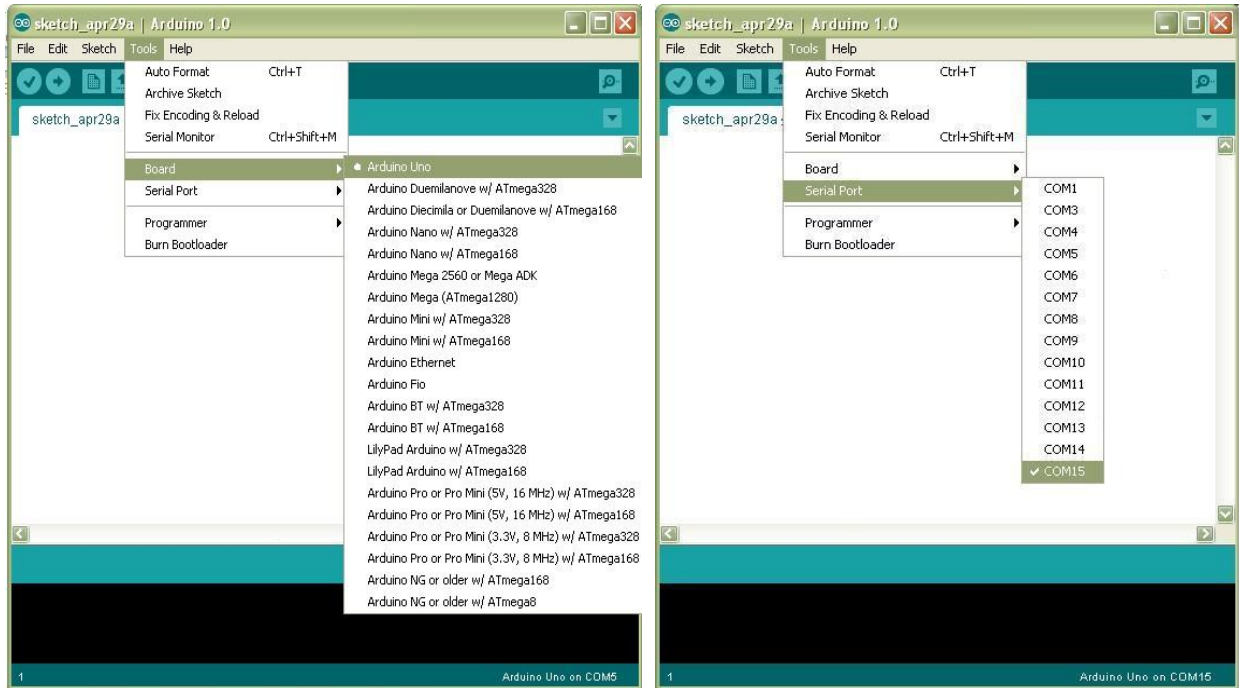 sketch_apr29a | Arduino 1.0
File Edit Sketch Tools Help
Auto Format Ctrl+T
Archive Sketch
sketch_apr29a
Fix Encoding & Reload
Serial Monitor Ctrl+Shift+M
Board
Serial Port
Programmer
Burn Bootloader
Arduino Uno
Arduino Duemilanove w/ ATmega328
Arduino Diecimila or Duemilanove w/ ATmega168
Arduino Nano w/ ATmega328
Arduino Nano w/ ATmega168
Arduino Mega 2560 or Mega ADK
Arduino Mega (ATmega1280)
Arduino Mini w/ ATmega328
Arduino Mini w/ ATmega168
Arduino Ethernet
Arduino Fio
Arduino BT w/ ATmega328
Arduino BT w/ ATmega168
LilyPad Arduino w/ ATmega328
LilyPad Arduino w/ ATmega168
Arduino Pro or Pro Mini (5V, 16 MHz) w/ ATmega328
Arduino Pro or Pro Mini (5V, 16 MHz) w/ ATmega168
Arduino Pro or Pro Mini (3.3V, 8 MHz) w/ ATmega328
Arduino Pro or Pro Mini (3.3V, 8 MHz) w/ ATmega168
Arduino NG or older w/ ATmega168
Arduino NG or older w/ ATmega8
1 Arduino Uno on COM5
sketch_apr29a | Arduino 1.0
File Edit Sketch Tools Help
Auto Format Ctrl+T
Archive Sketch
sketch_apr29a
Fix Encoding & Reload
Serial Monitor Ctrl+Shift+M
Board
Serial Port
Programmer
Burn Bootloader
COM1
COM3
COM4
COM5
COM6
COM7
COM8
COM9
COM10
COM11
COM12
COM13
COM14
COM15
1 Arduino Uno on COM15